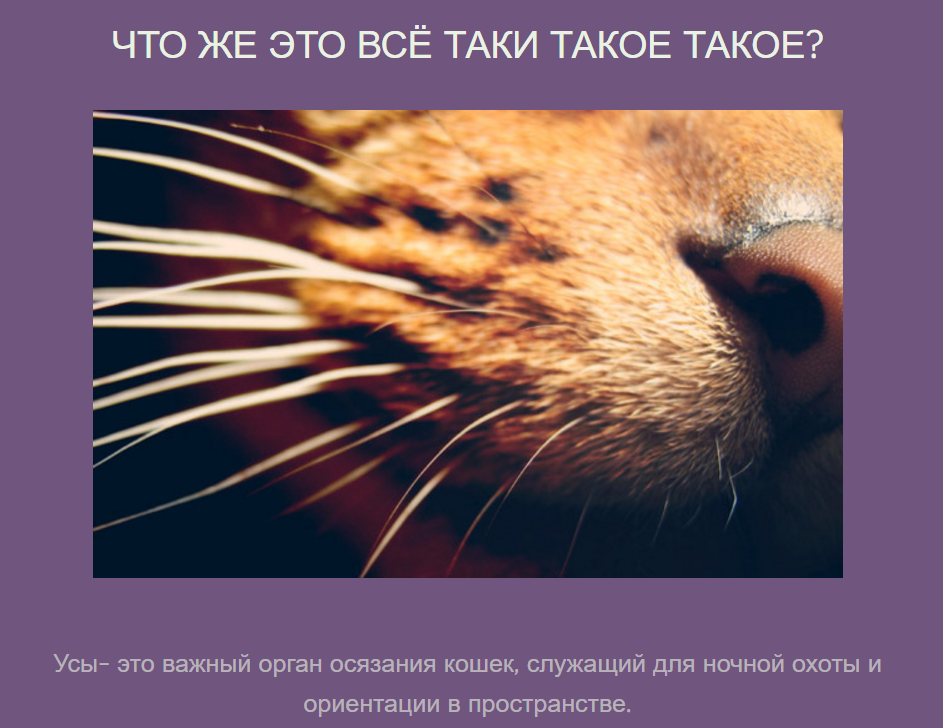 ЧТО ЖЕ ЭТО ВСЁ ТАКИ ТАКОЕ ТАКОЕ?
Усы- это важный орган осязания кошек, служащий для ночной охоты и
ориентации в пространстве.